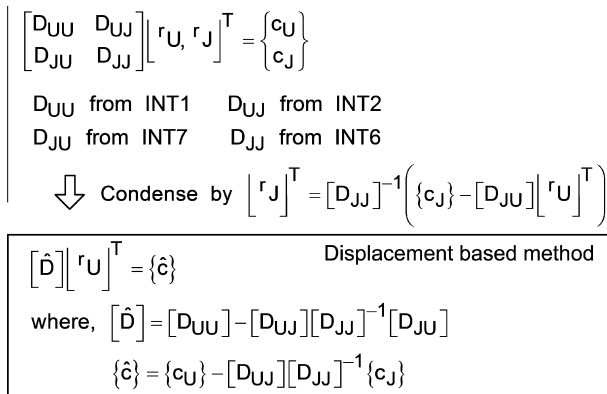 [D_UU D_UJ; D_JU D_JJ] ⌊r_U, r_J⌋^T = {c_U; c_J}
D_UU from INT1 D_UJ from INT2
D_JU from INT7 D_JJ from INT6
Condense by ⌊r_J⌋^T = [D_JJ]^−1 ({c_J} − [D_JU]⌊r_U⌋^T)
Displacement based method
[D̂]⌊r_U⌋^T = {ĉ}
where, [D̂] = [D_UU] − [D_UJ][D_JJ]^−1[D_JU]
{ĉ} = {c_U} − [D_UJ][D_JJ]^−1{c_J}